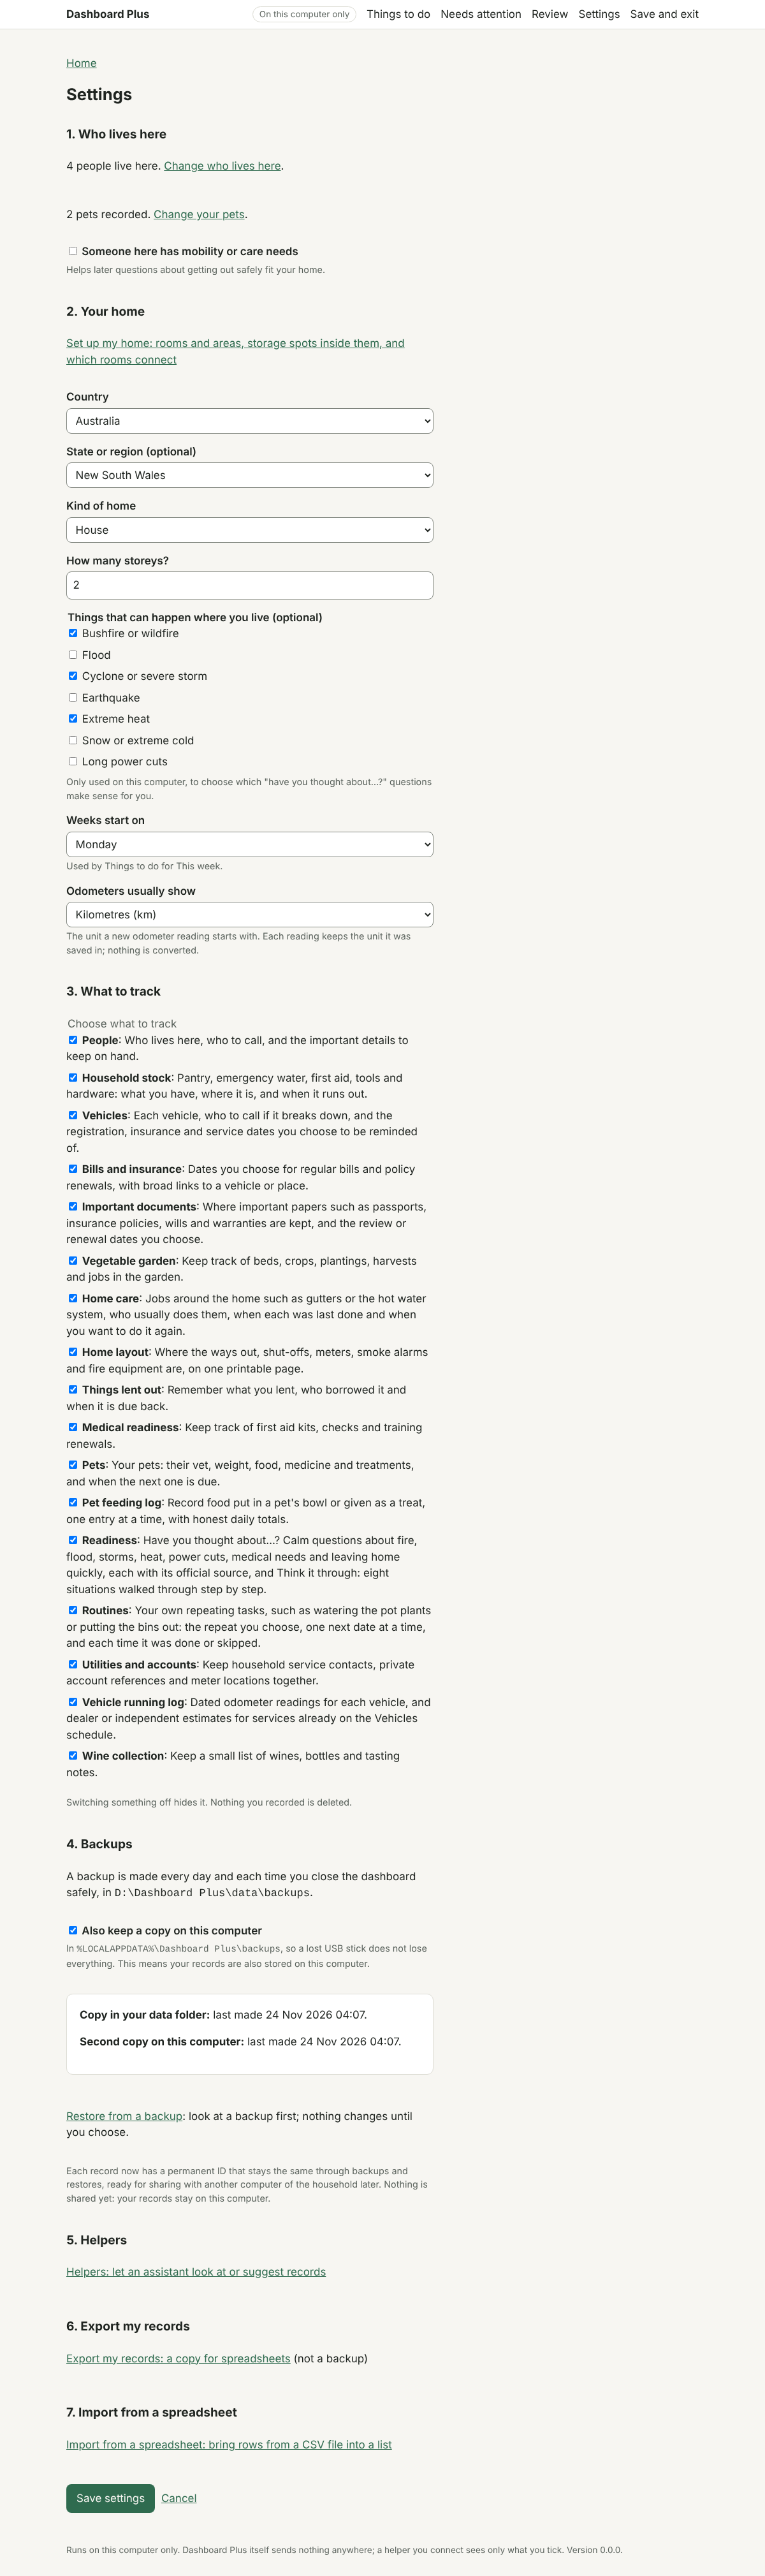 Dashboard Plus
On this computer only
Things to do
Needs attention
Review
Settings
Save and exit
Home
Settings
1. Who lives here
4 people live here. Change who lives here.
2 pets recorded. Change your pets.
Someone here has mobility or care needs
Helps later questions about getting out safely fit your home.
2. Your home
Set up my home: rooms and areas, storage spots inside them, and
which rooms connect
Country
Australia
State or region (optional)
New South Wales
Kind of home
House
How many storeys?
2
Things that can happen where you live (optional)
Bushfire or wildfire
Flood
Cyclone or severe storm
Earthquake
Extreme heat
Snow or extreme cold
Long power cuts
Only used on this computer, to choose which "have you thought about...?" questions
make sense for you.
Weeks start on
Monday
Used by Things to do for This week.
Odometers usually show
Kilometres (km)
The unit a new odometer reading starts with. Each reading keeps the unit it was
saved in; nothing is converted.
3. What to track
Choose what to track
People: Who lives here, who to call, and the important details to
keep on hand.
Household stock: Pantry, emergency water, first aid, tools and
hardware: what you have, where it is, and when it runs out.
Vehicles: Each vehicle, who to call if it breaks down, and the
registration, insurance and service dates you choose to be reminded
of.
Bills and insurance: Dates you choose for regular bills and policy
renewals, with broad links to a vehicle or place.
Important documents: Where important papers such as passports,
insurance policies, wills and warranties are kept, and the review or
renewal dates you choose.
Vegetable garden: Keep track of beds, crops, plantings, harvests
and jobs in the garden.
Home care: Jobs around the home such as gutters or the hot water
system, who usually does them, when each was last done and when
you want to do it again.
Home layout: Where the ways out, shut-offs, meters, smoke alarms
and fire equipment are, on one printable page.
Things lent out: Remember what you lent, who borrowed it and
when it is due back.
Medical readiness: Keep track of first aid kits, checks and training
renewals.
Pets: Your pets: their vet, weight, food, medicine and treatments,
and when the next one is due.
Pet feeding log: Record food put in a pet's bowl or given as a treat,
one entry at a time, with honest daily totals.
Readiness: Have you thought about...? Calm questions about fire,
flood, storms, heat, power cuts, medical needs and leaving home
quickly, each with its official source, and Think it through: eight
situations walked through step by step.
Routines: Your own repeating tasks, such as watering the pot plants
or putting the bins out: the repeat you choose, one next date at a time,
and each time it was done or skipped.
Utilities and accounts: Keep household service contacts, private
account references and meter locations together.
Vehicle running log: Dated odometer readings for each vehicle, and
dealer or independent estimates for services already on the Vehicles
schedule.
Wine collection: Keep a small list of wines, bottles and tasting
notes.
Switching something off hides it. Nothing you recorded is deleted.
4. Backups
A backup is made every day and each time you close the dashboard
safely, in D:\Dashboard Plus\data\backups.
Also keep a copy on this computer
In %LOCALAPPDATA%\Dashboard Plus\backups, so a lost USB stick does not lose
everything. This means your records are also stored on this computer.
Copy in your data folder: last made 24 Nov 2026 04:07.
Second copy on this computer: last made 24 Nov 2026 04:07.
Restore from a backup: look at a backup first; nothing changes until
you choose.
Each record now has a permanent ID that stays the same through backups and
restores, ready for sharing with another computer of the household later. Nothing is
shared yet: your records stay on this computer.
5. Helpers
Helpers: let an assistant look at or suggest records
6. Export my records
Export my records: a copy for spreadsheets (not a backup)
7. Import from a spreadsheet
Import from a spreadsheet: bring rows from a CSV file into a list
Save settings
Cancel
Runs on this computer only. Dashboard Plus itself sends nothing anywhere; a helper you connect sees only what you tick. Version 0.0.0.